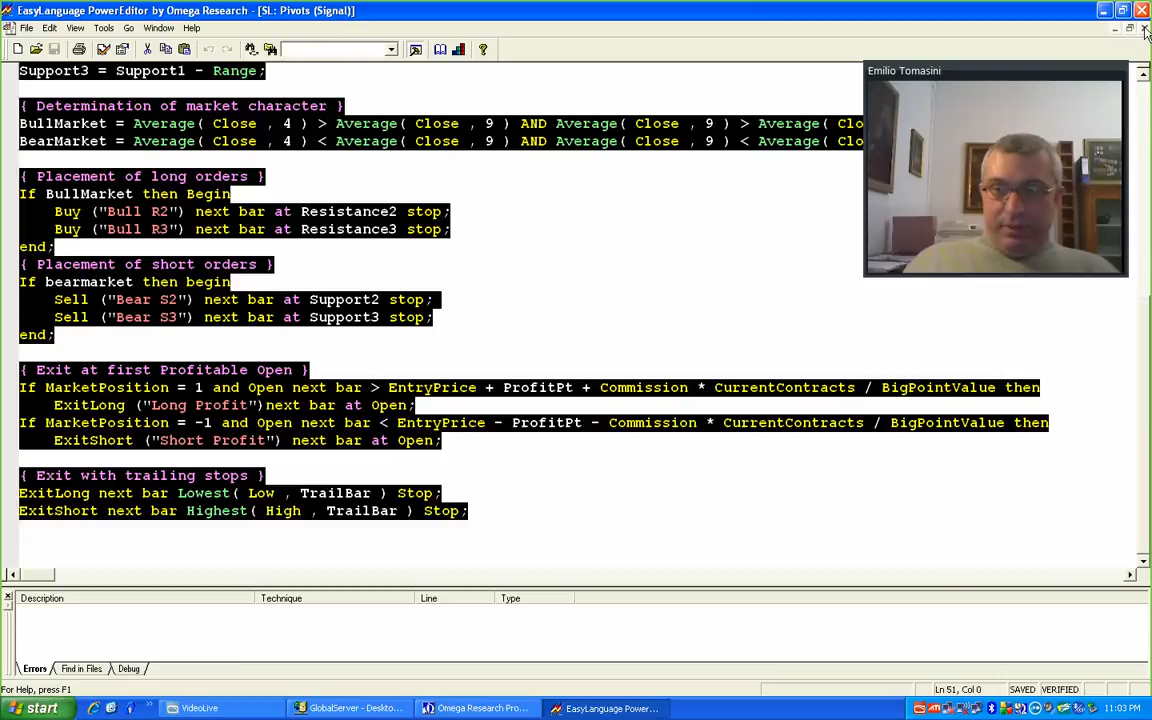 EasyLanguage PowerEditor by Omega Research - [SL: Pivots (Signal)]
File Edit View Tools Go Window Help
Support3 = Support1 - Range;
Emilio Tomasini
{ Determination of market character }
BullMarket = Average( Close , 4 ) > Average( Close , 9 ) AND Average( Close , 9 ) > Average( Clo
BearMarket = Average( Close , 4 ) < Average( Close , 9 ) AND Average( Close , 9 ) < Average( Clo
{ Placement of long orders }
If BullMarket then Begin
Buy ("Bull R2") next bar at Resistance2 stop;
Buy ("Bull R3") next bar at Resistance3 stop;
end;
{ Placement of short orders }
If bearmarket then begin
Sell ("Bear S2") next bar at Support2 stop;
Sell ("Bear S3") next bar at Support3 stop;
end;
{ Exit at first Profitable Open }
If MarketPosition = 1 and Open next bar > EntryPrice + ProfitPt + Commission * CurrentContracts / BigPointValue then
ExitLong ("Long Profit")next bar at Open;
If MarketPosition = -1 and Open next bar < EntryPrice - ProfitPt - Commission * CurrentContracts / BigPointValue then
ExitShort ("Short Profit") next bar at Open;
{ Exit with trailing stops }
ExitLong next bar Lowest( Low , TrailBar ) Stop;
ExitShort next bar Highest( High , TrailBar ) Stop;
Description Technique Line Type
Errors Find in Files Debug
For Help, press F1
Ln 51, Col 0 SAVED VERIFIED
start VideoLive GlobalServer - Deskto... Omega Research Pro... EasyLanguage Power... 11:03 PM